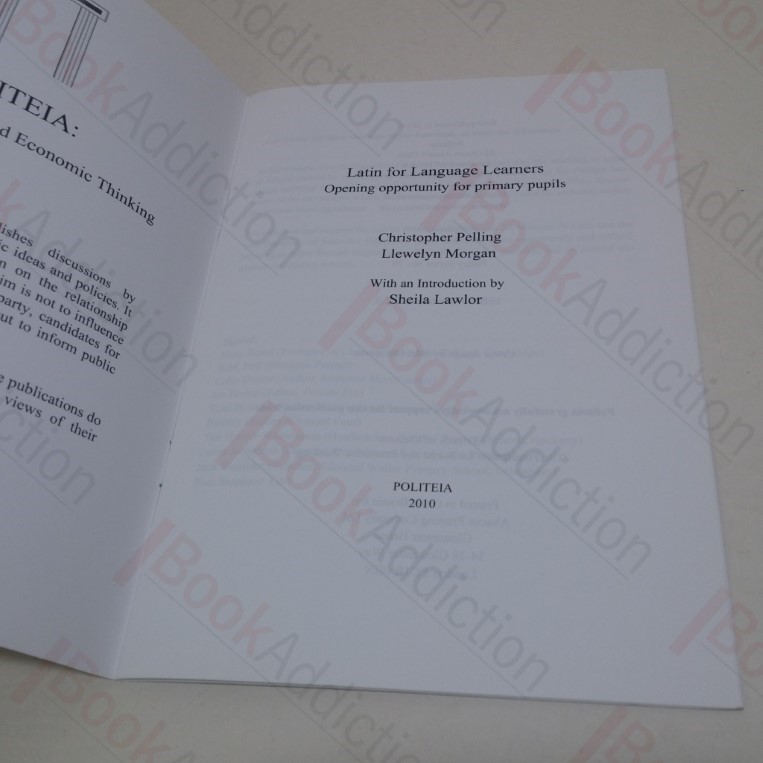 ITEIA:
d Economic Thinking
ishes discussions by
ic ideas and policies. It
n on the relationship
im is not to influence
party, candidates for
ut to inform public
e publications do
views of their
Latin for Language Learners
Opening opportunity for primary pupils
Christopher Pelling
Llewelyn Morgan
With an Introduction by
Sheila Lawlor
POLITEIA
2010
BookAddiction